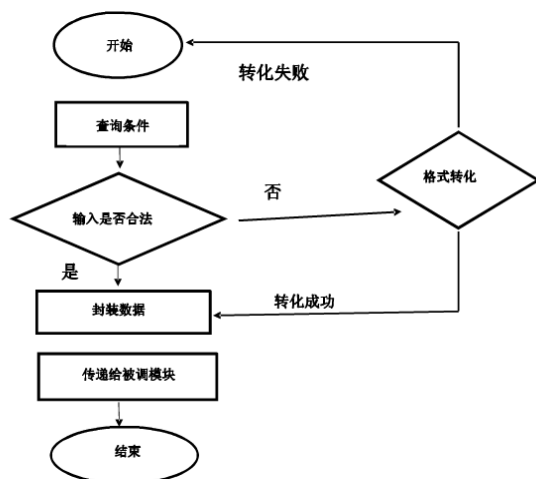 开始
转化失败
查询条件
格式转化
输入是否合法
否
是
封装数据
转化成功
传递给被调模块
结束